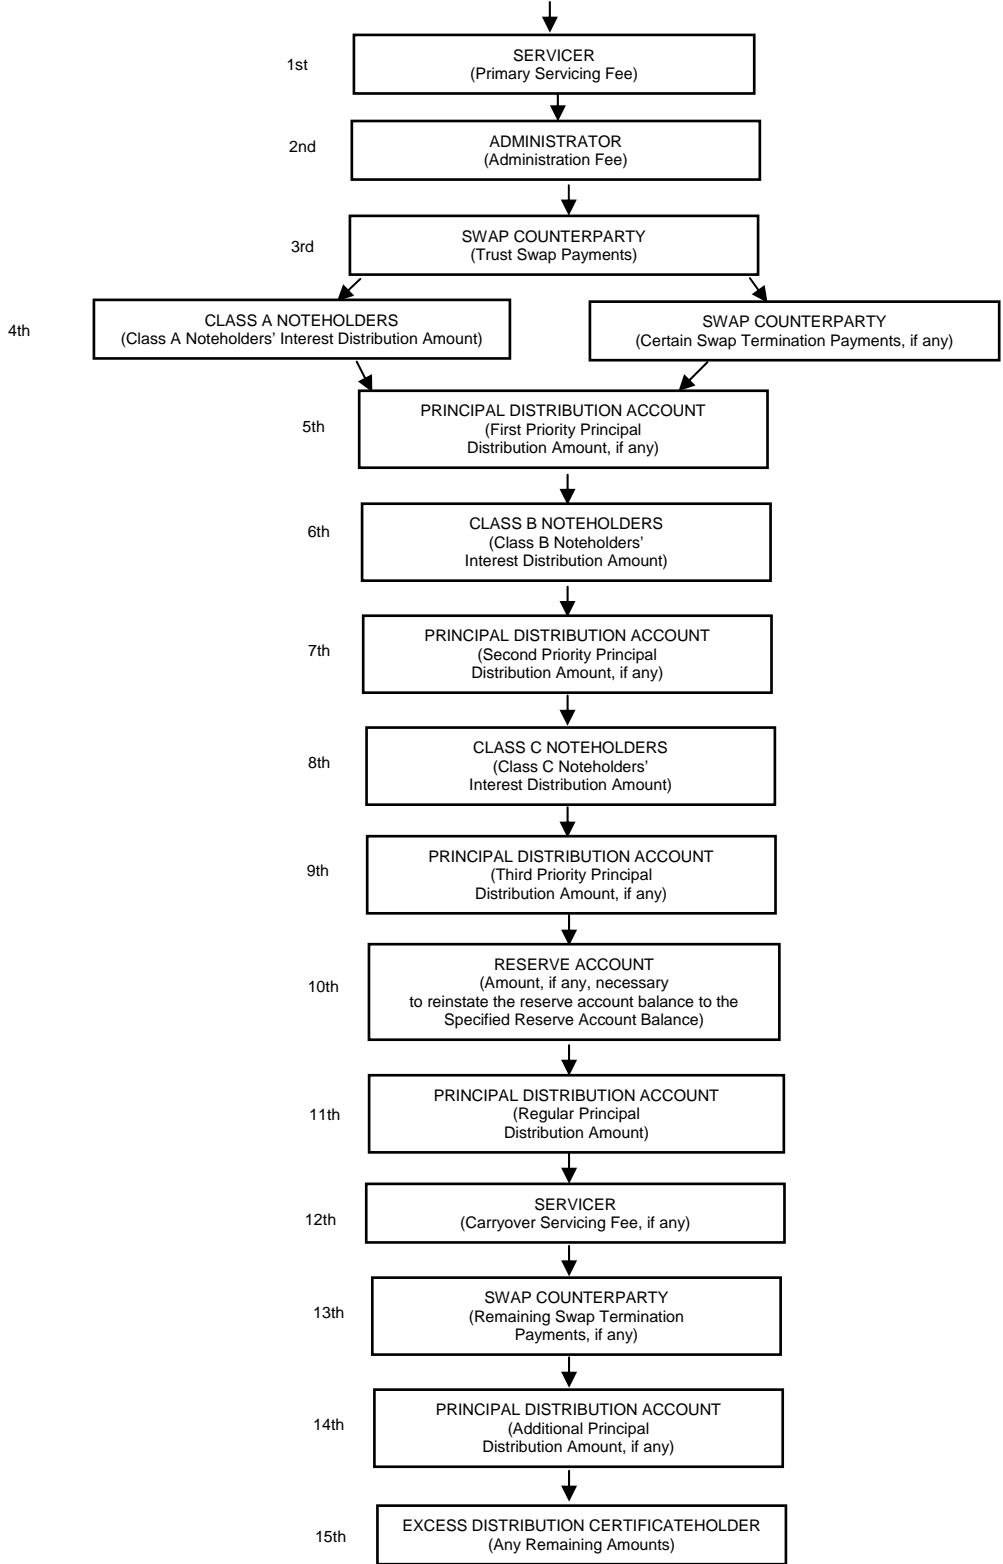 1st
SERVICER
(Primary Servicing Fee)
2nd
ADMINISTRATOR
(Administration Fee)
3rd
SWAP COUNTERPARTY
(Trust Swap Payments)
4th
CLASS A NOTEHOLDERS
(Class A Noteholders' Interest Distribution Amount)
SWAP COUNTERPARTY
(Certain Swap Termination Payments, if any)
5th
PRINCIPAL DISTRIBUTION ACCOUNT
(First Priority Principal
Distribution Amount, if any)
6th
CLASS B NOTEHOLDERS
(Class B Noteholders'
Interest Distribution Amount)
7th
PRINCIPAL DISTRIBUTION ACCOUNT
(Second Priority Principal
Distribution Amount, if any)
8th
CLASS C NOTEHOLDERS
(Class C Noteholders'
Interest Distribution Amount)
9th
PRINCIPAL DISTRIBUTION ACCOUNT
(Third Priority Principal
Distribution Amount, if any)
10th
RESERVE ACCOUNT
(Amount, if any, necessary
to reinstate the reserve account balance to the
Specified Reserve Account Balance)
11th
PRINCIPAL DISTRIBUTION ACCOUNT
(Regular Principal
Distribution Amount)
12th
SERVICER
(Carryover Servicing Fee, if any)
13th
SWAP COUNTERPARTY
(Remaining Swap Termination
Payments, if any)
14th
PRINCIPAL DISTRIBUTION ACCOUNT
(Additional Principal
Distribution Amount, if any)
15th
EXCESS DISTRIBUTION CERTIFICATEHOLDER
(Any Remaining Amounts)